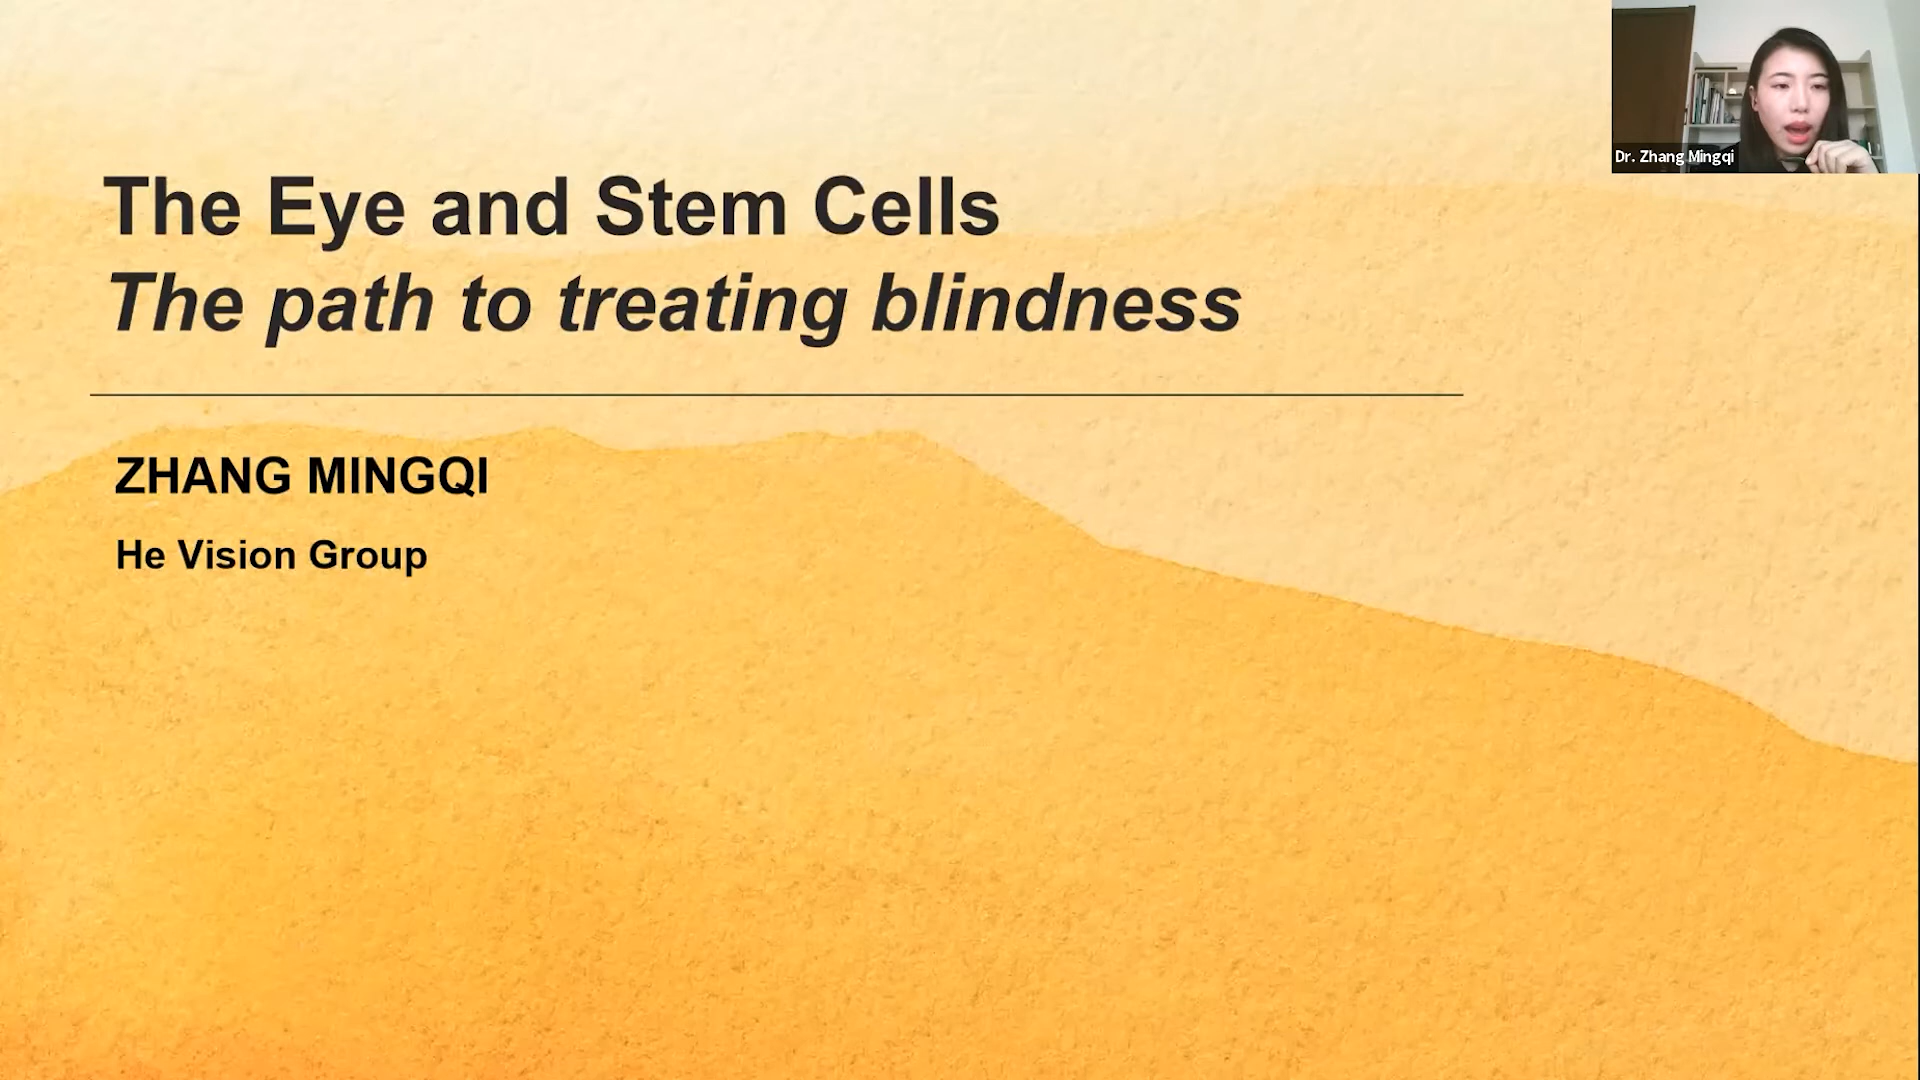 The Eye and Stem Cells
The path to treating blindness
ZHANG MINGQI
He Vision Group
Dr. Zhang Mingqi